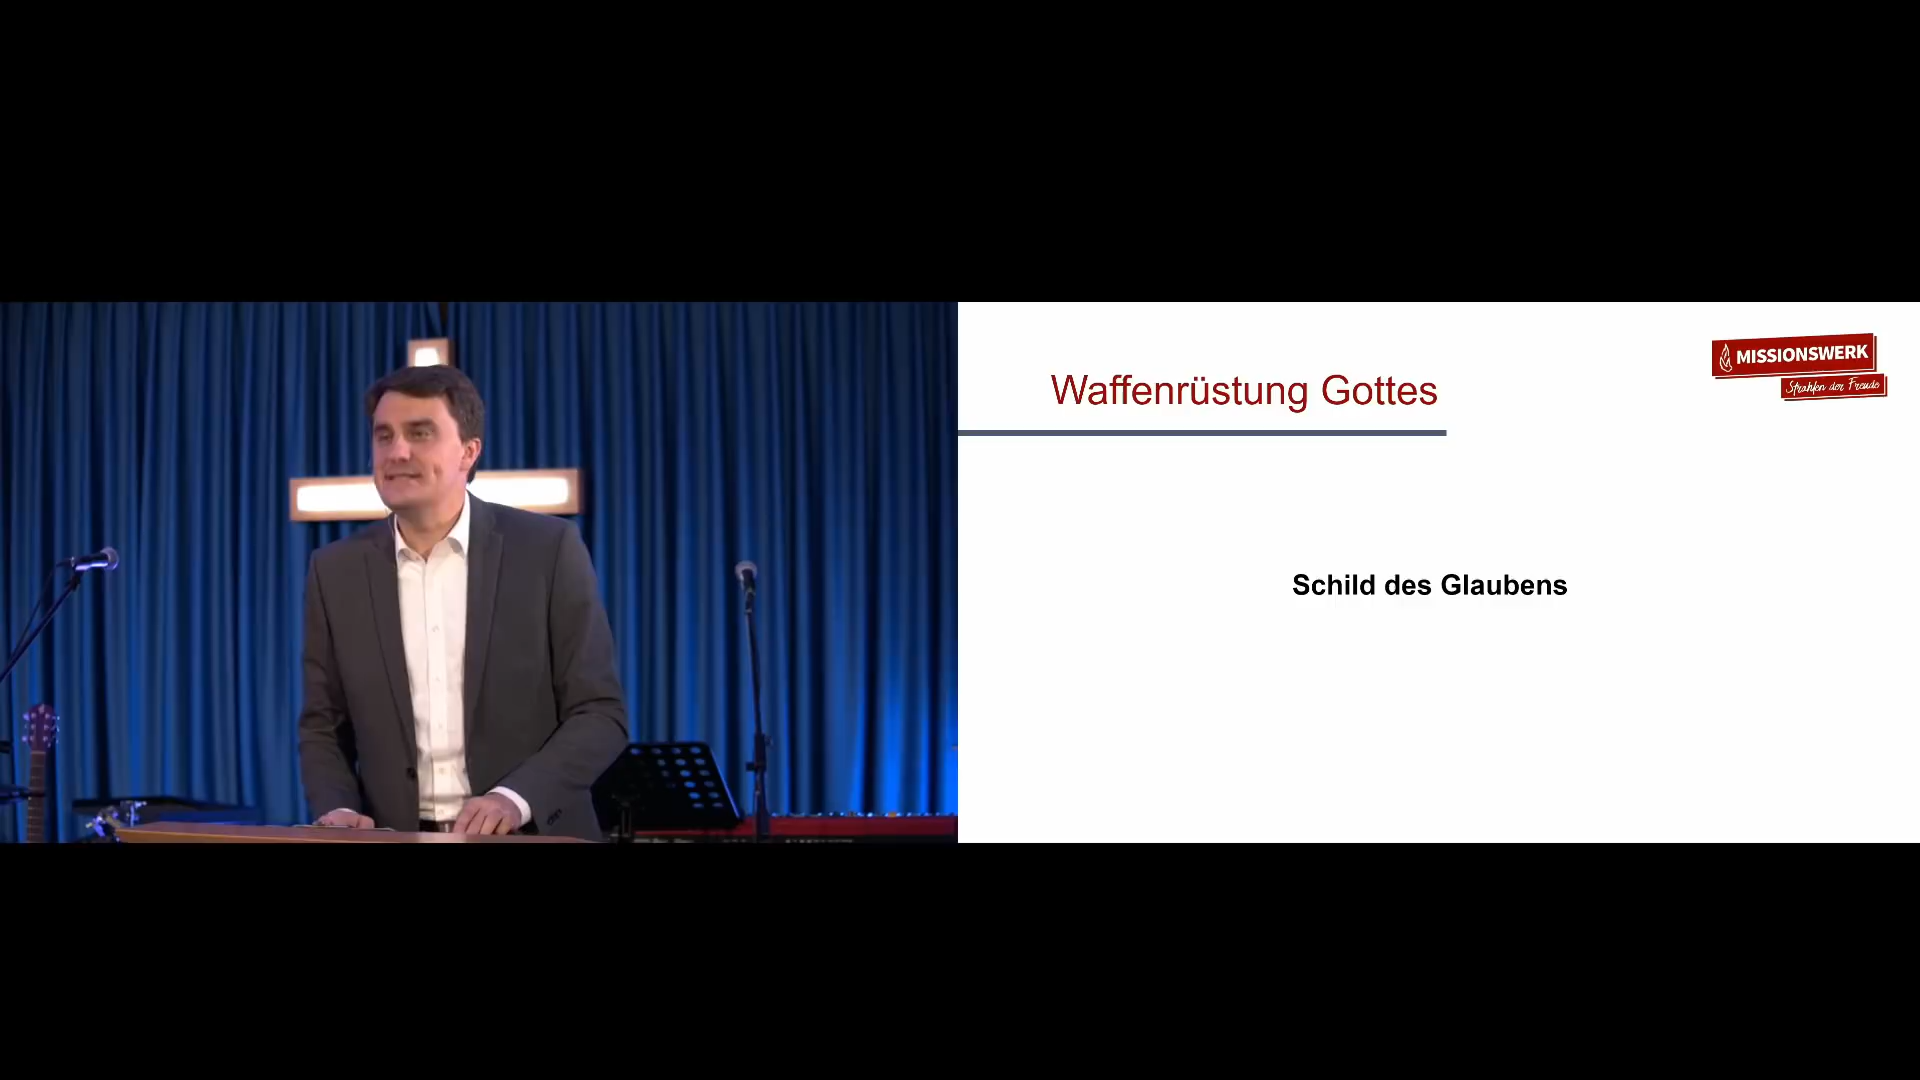 MISSIONSWERK
Strahlen der Freude
Waffenrüstung Gottes
Schild des Glaubens